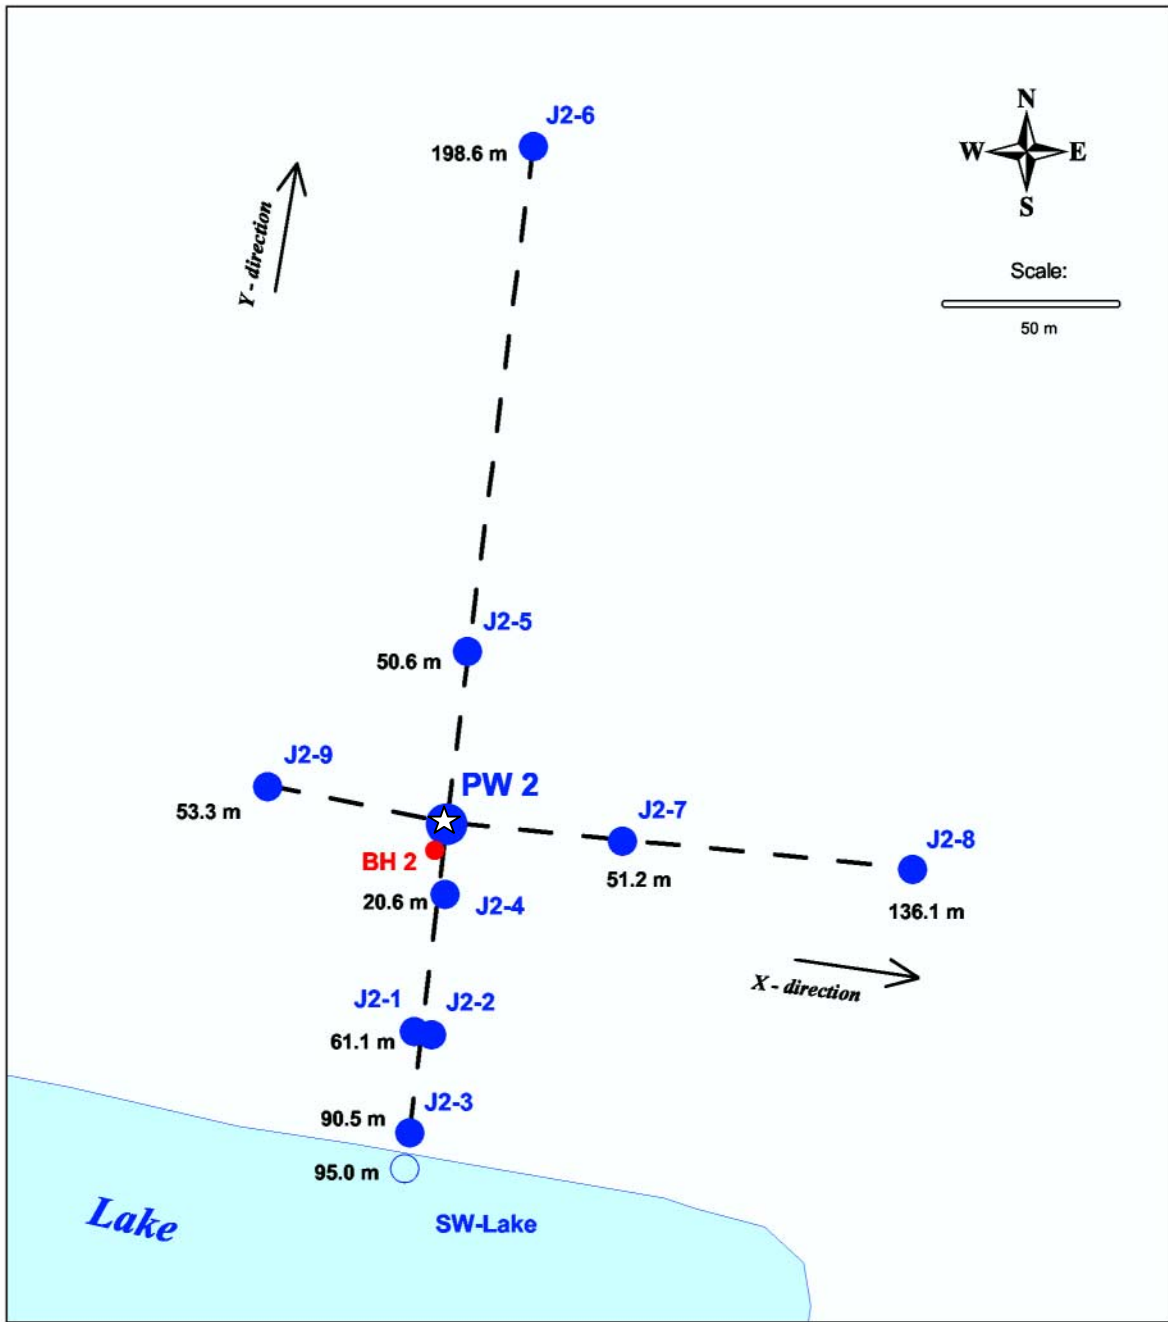 J2-6
198.6 m
N
W E
S
Y - direction
Scale:
50 m
J2-5
50.6 m
J2-9
53.3 m
PW 2
J2-7
51.2 m
J2-8
136.1 m
BH 2
20.6 m
J2-4
X - direction
J2-1
J2-2
61.1 m
J2-3
90.5 m
95.0 m
Lake
SW-Lake